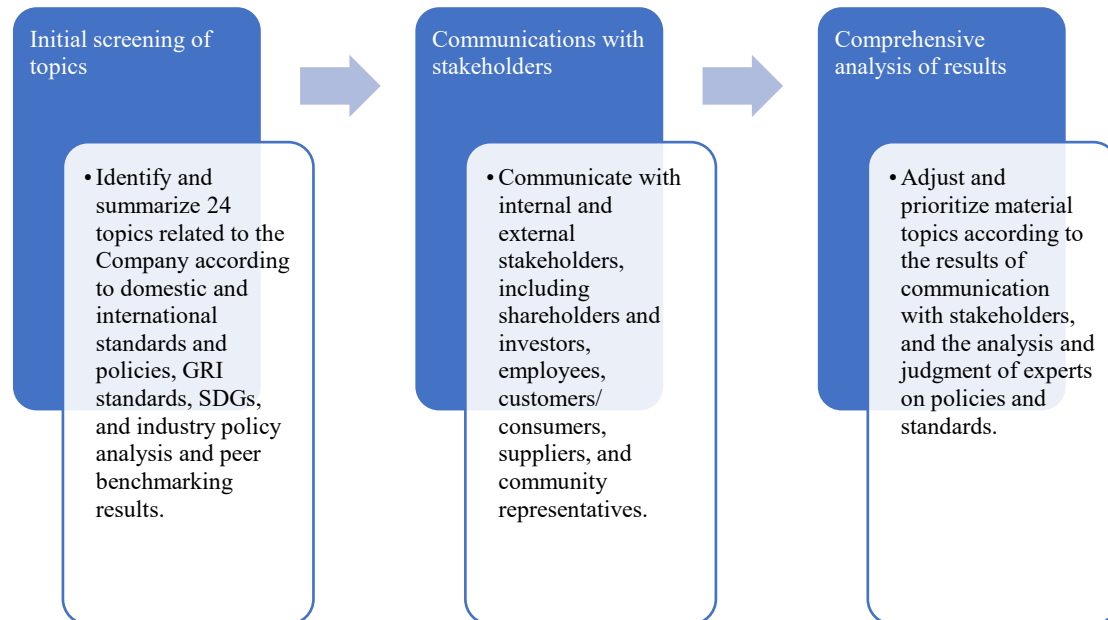 Initial screening of
topics
• Identify and
summarize 24
topics related to the
Company according
to domestic and
international
standards and
policies, GRI
standards, SDGs,
and industry policy
analysis and peer
benchmarking
results.
Communications with
stakeholders
• Communicate with
internal and
external
stakeholders,
including
shareholders and
investors,
employees,
customers/
consumers,
suppliers, and
community
representatives.
Comprehensive
analysis of results
• Adjust and
prioritize material
topics according to
the results of
communication
with stakeholders,
and the analysis and
judgment of experts
on policies and
standards.